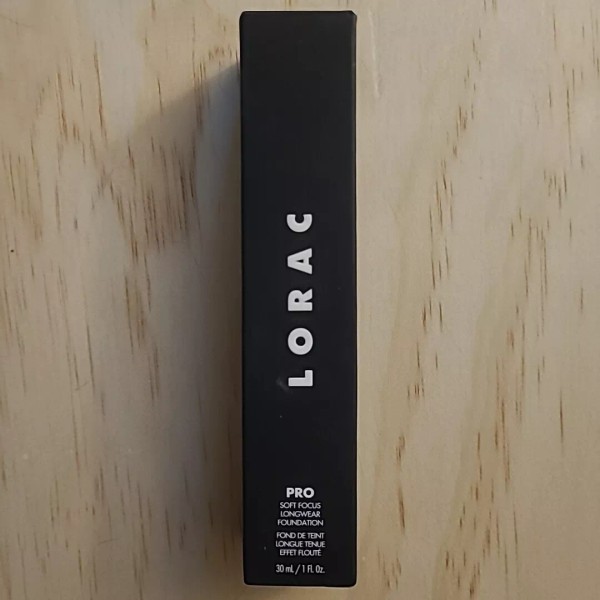 LORAC
PRO
SOFT FOCUS
LONGWEAR
FOUNDATION
FOND DE TEINT
LONGUE TENUE
EFFET FLOUTÉ
30 mL / 1 Fl. Oz.